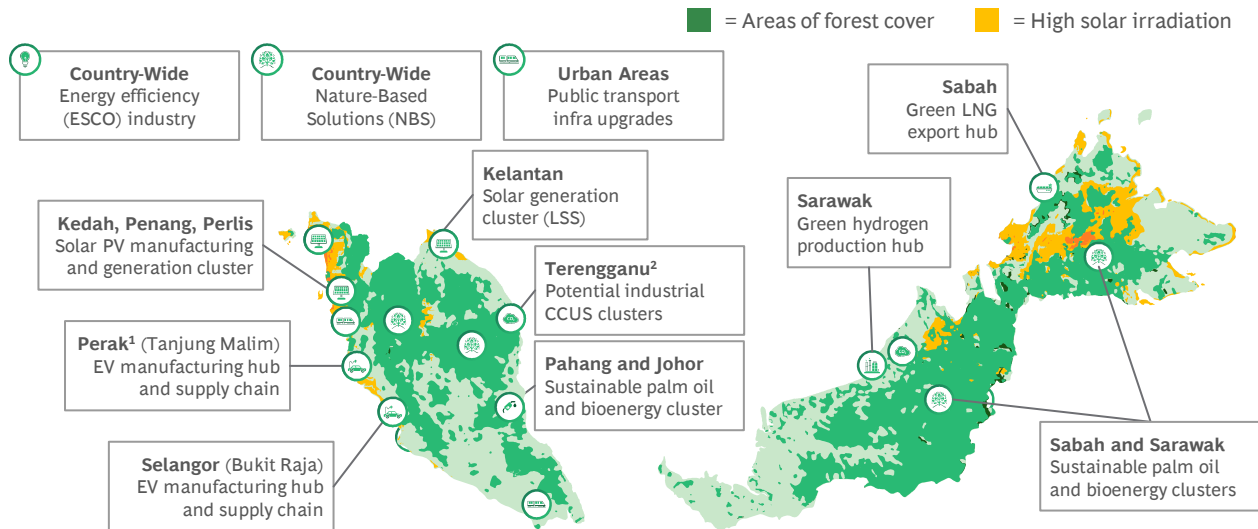 = Areas of forest cover
= High solar irradiation
Country-Wide
Energy efficiency
(ESCO) industry
Country-Wide
Nature-Based
Solutions (NBS)
Urban Areas
Public transport
infra upgrades
Sabah
Green LNG
export hub
Kelantan
Solar generation
cluster (LSS)
Kedah, Penang, Perlis
Solar PV manufacturing
and generation cluster
Sarawak
Green hydrogen
production hub
Terengganu²
Potential industrial
CCUS clusters
Perak¹ (Tanjung Malim)
EV manufacturing hub
and supply chain
Pahang and Johor
Sustainable palm oil
and bioenergy cluster
Selangor (Bukit Raja)
EV manufacturing hub
and supply chain
Sabah and Sarawak
Sustainable palm oil
and bioenergy clusters